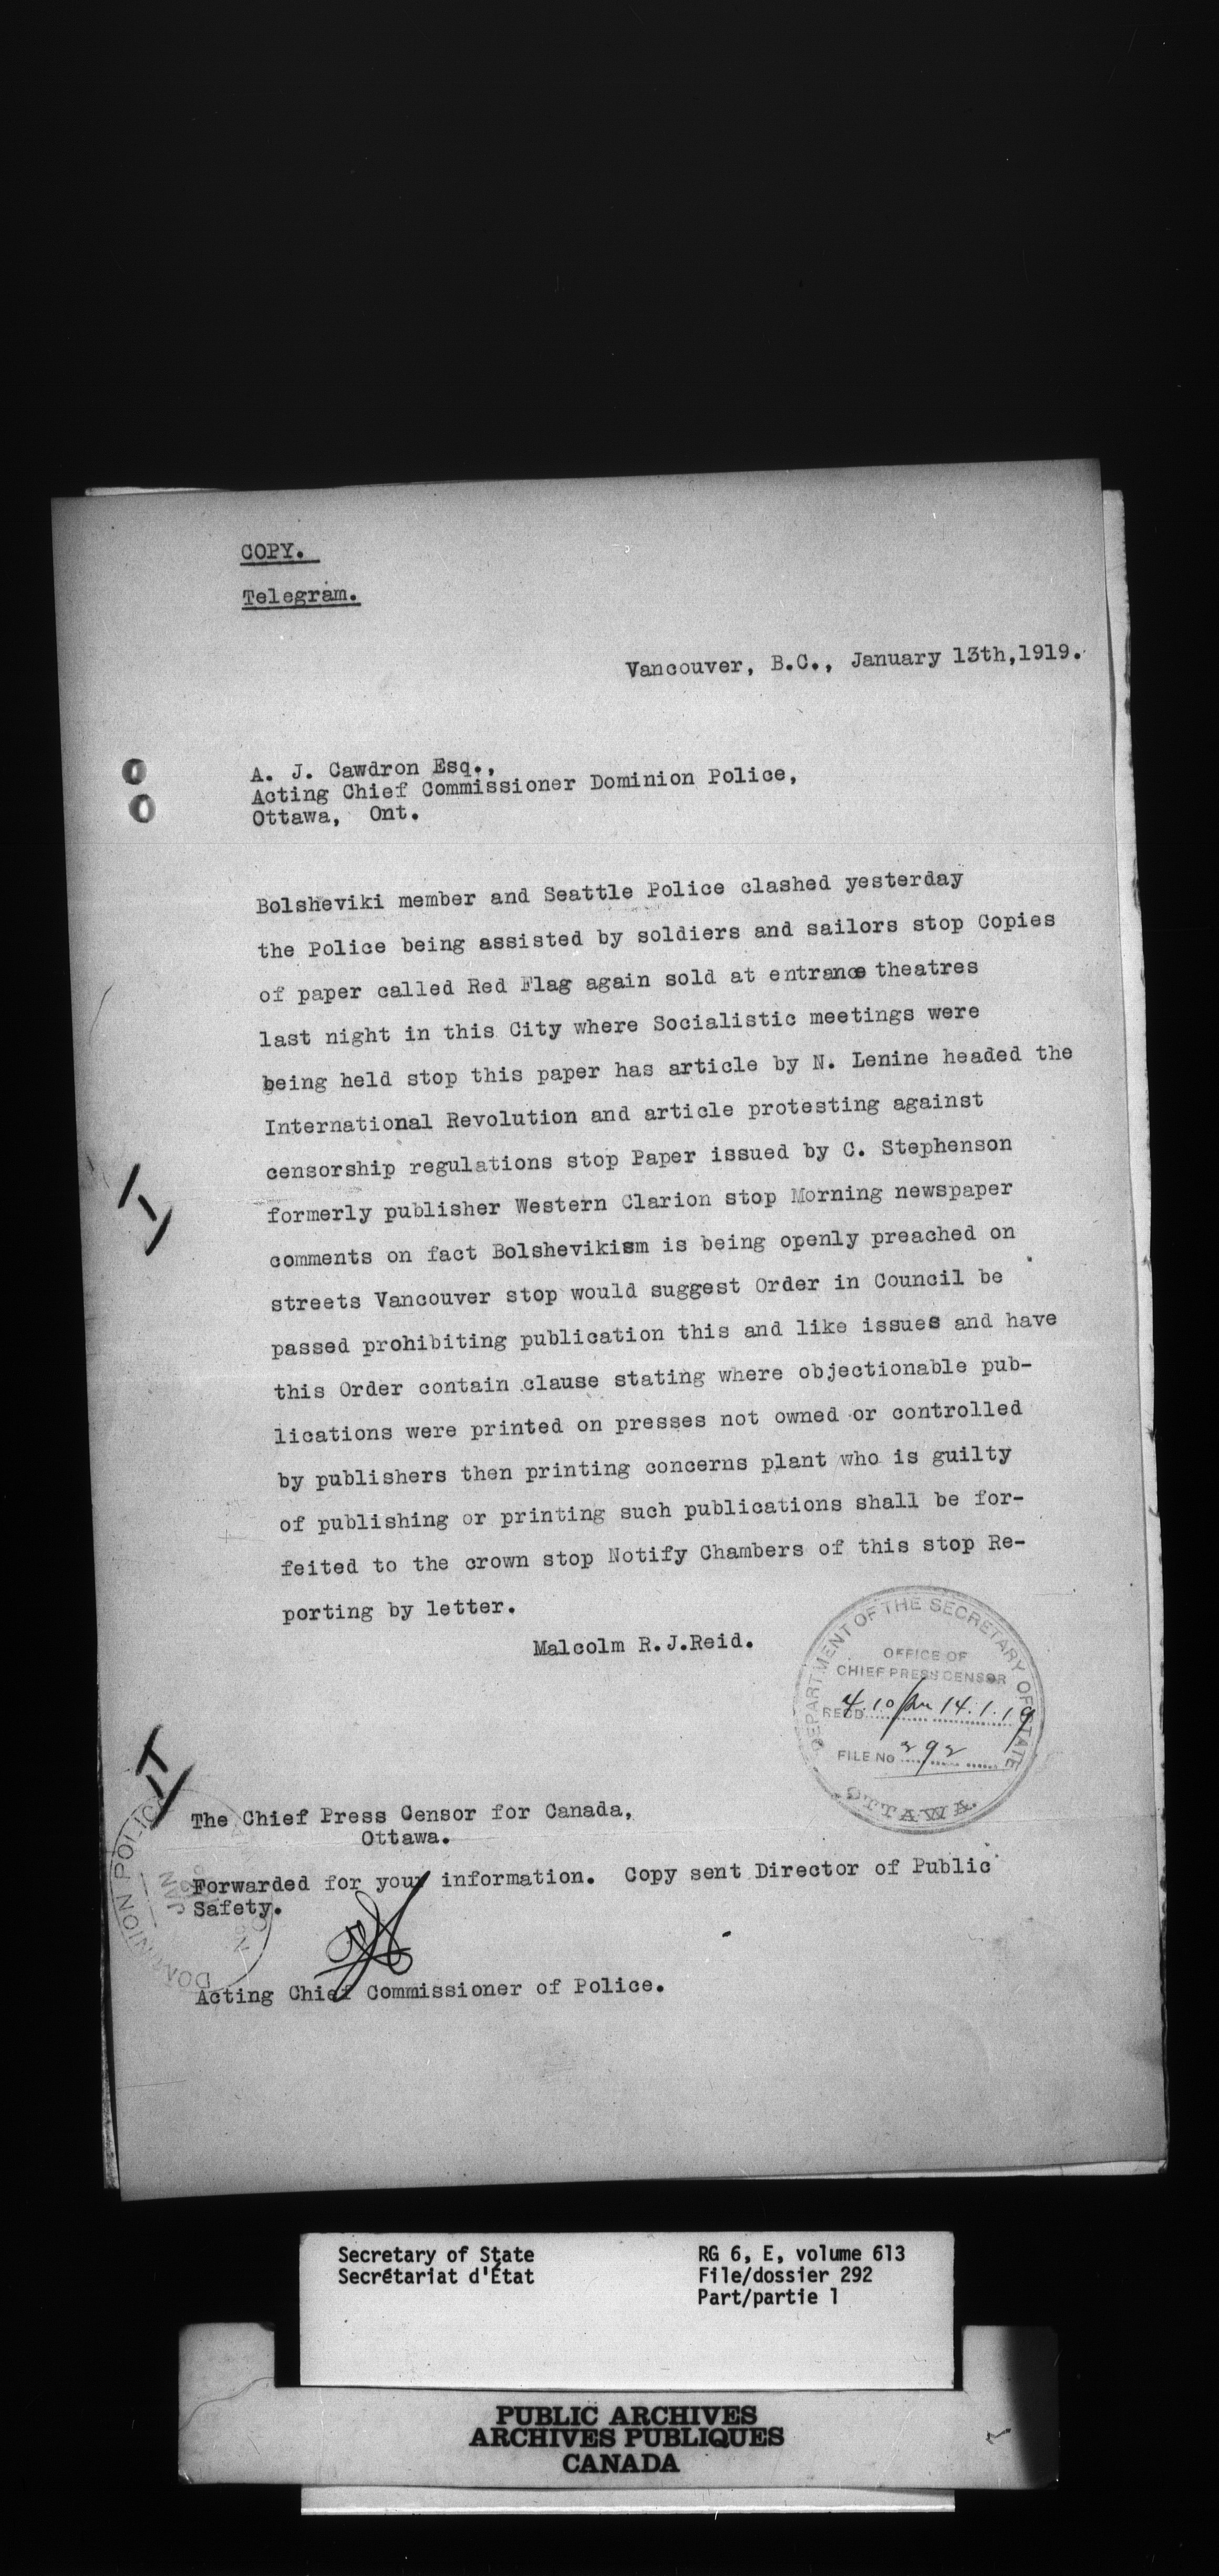 COPY.
Telegram.
Vancouver, B.C., January 13th,1919.
A. J. Cawdron Esq.,
Acting Chief Commissioner Dominion Police,
Ottawa, Ont.
Bolsheviki member and Seattle Police clashed yesterday
the Police being assisted by soldiers and sailors stop Copies
of paper called Red Flag again sold at entrance theatres
last night in this City where Socialistic meetings were
being held stop this paper has article by N. Lenine headed the
International Revolution and article protesting against
censorship regulations stop Paper issued by C. Stephenson
formerly publisher Western Clarion stop Morning newspaper
comments on fact Bolshevikism is being openly preached on
streets Vancouver stop would suggest Order in Council be
passed prohibiting publication this and like issues and have
this Order contain clause stating where objectionable pub-
lications were printed on presses not owned or controlled
by publishers then printing concerns plant who is guilty
of publishing or printing such publications shall be for-
feited to the crown stop Notify Chambers of this stop Re-
porting by letter.
Malcolm R.J.Reid.
DEPARTMENT OF THE SECRETARY OF STATE
OFFICE OF
CHIEF PRESS CENSOR
REC'D 4.10 pm 14.1.19
FILE No 292
OTTAWA.
The Chief Press Censor for Canada,
Ottawa.
Forwarded for your information. Copy sent Director of Public
Safety.
Acting Chief Commissioner of Police.
DOMINION POLICE
JAN
Secretary of State
Secrétariat d'État
RG 6, E, volume 613
File/dossier 292
Part/partie 1
PUBLIC ARCHIVES
ARCHIVES PUBLIQUES
CANADA